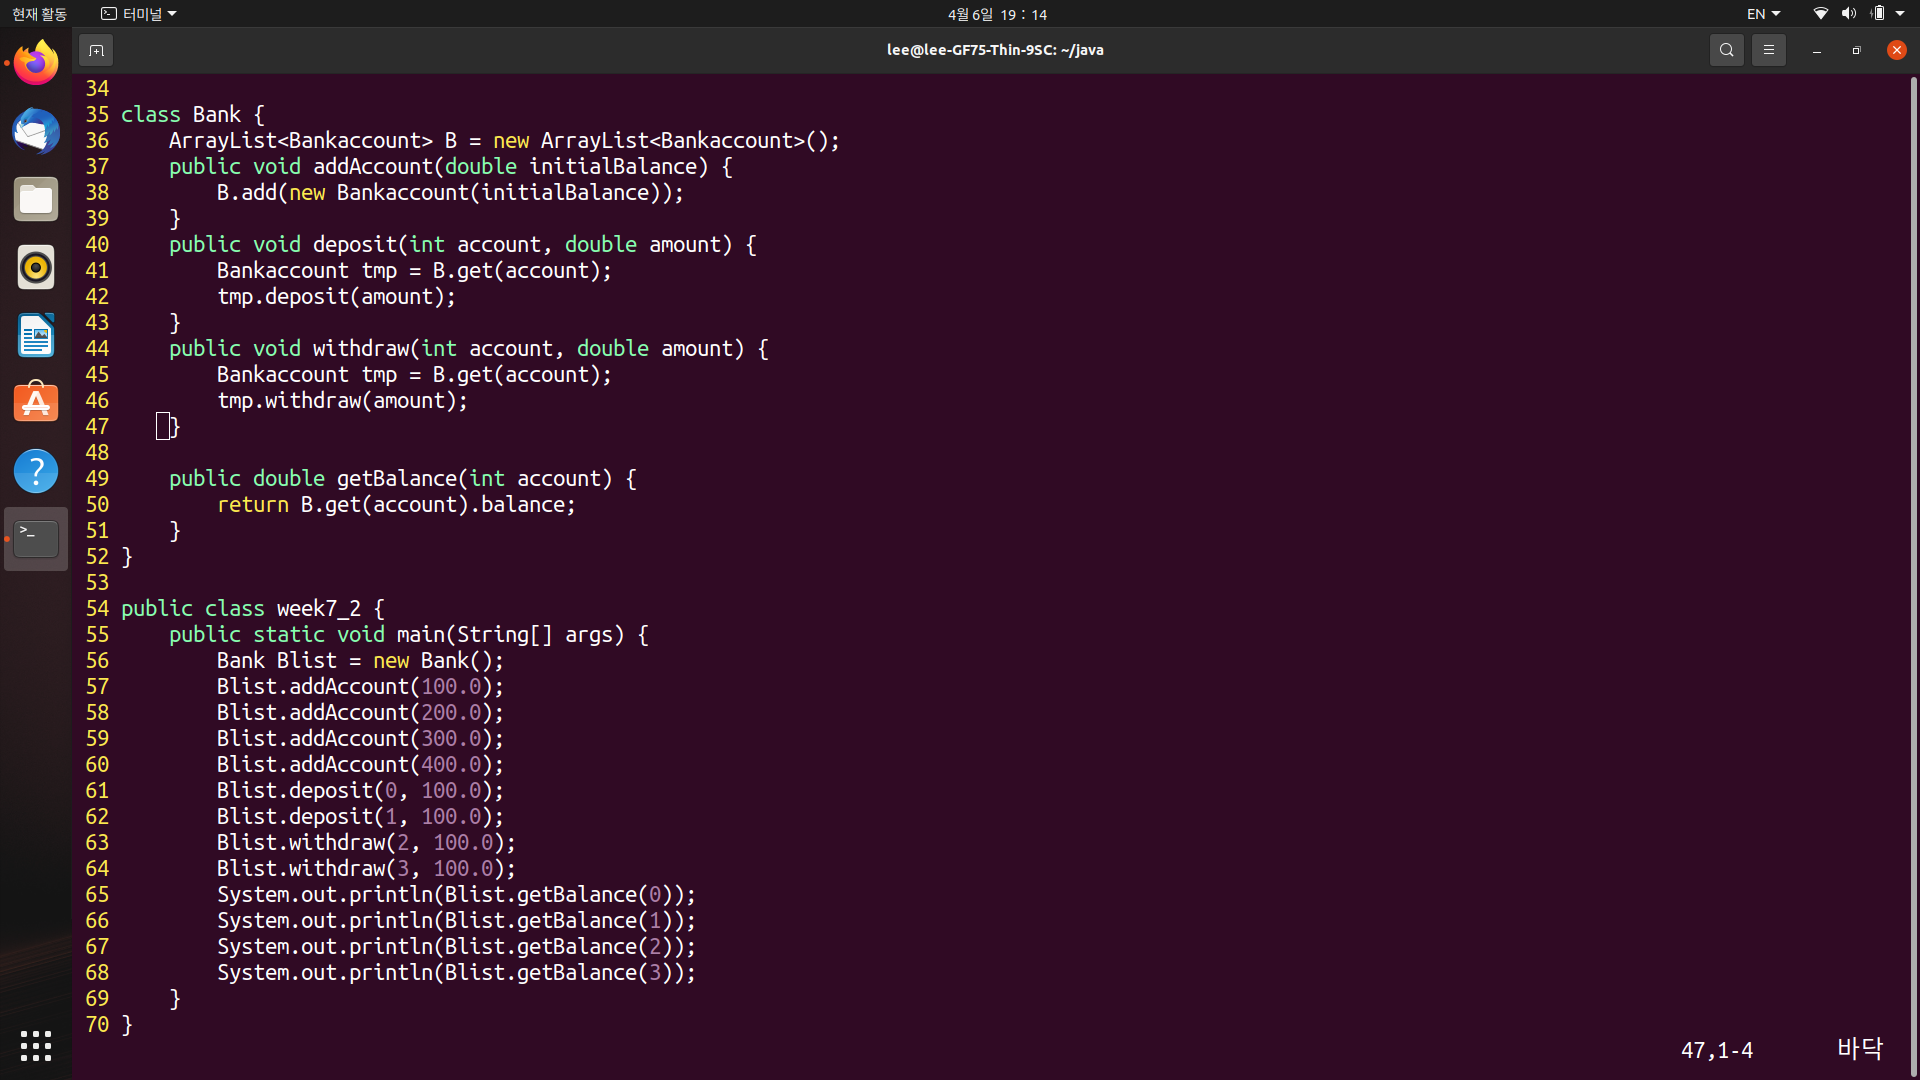 현재 활동 터미널 4월 6일 19 : 14 EN
lee@lee-GF75-Thin-9SC: ~/java
34
35 class Bank {
36     ArrayList<Bankaccount> B = new ArrayList<Bankaccount>();
37     public void addAccount(double initialBalance) {
38         B.add(new Bankaccount(initialBalance));
39     }
40     public void deposit(int account, double amount) {
41         Bankaccount tmp = B.get(account);
42         tmp.deposit(amount);
43     }
44     public void withdraw(int account, double amount) {
45         Bankaccount tmp = B.get(account);
46         tmp.withdraw(amount);
47     }
48
49     public double getBalance(int account) {
50         return B.get(account).balance;
51     }
52 }
53
54 public class week7_2 {
55     public static void main(String[] args) {
56         Bank Blist = new Bank();
57         Blist.addAccount(100.0);
58         Blist.addAccount(200.0);
59         Blist.addAccount(300.0);
60         Blist.addAccount(400.0);
61         Blist.deposit(0, 100.0);
62         Blist.deposit(1, 100.0);
63         Blist.withdraw(2, 100.0);
64         Blist.withdraw(3, 100.0);
65         System.out.println(Blist.getBalance(0));
66         System.out.println(Blist.getBalance(1));
67         System.out.println(Blist.getBalance(2));
68         System.out.println(Blist.getBalance(3));
69     }
70 }
47,1-4 바닥